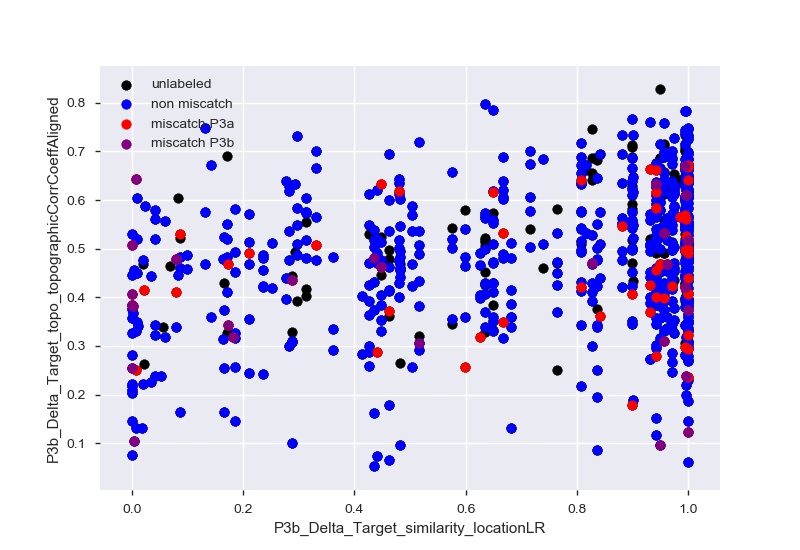 unlabeled
non miscatch
miscatch P3a
miscatch P3b
0.8
0.7
0.6
0.5
0.4
0.3
0.2
0.1
P3b_Delta_Target_topo_topographicCorrCoeffAligned
0.0 0.2 0.4 0.6 0.8 1.0
P3b_Delta_Target_similarity_locationLR